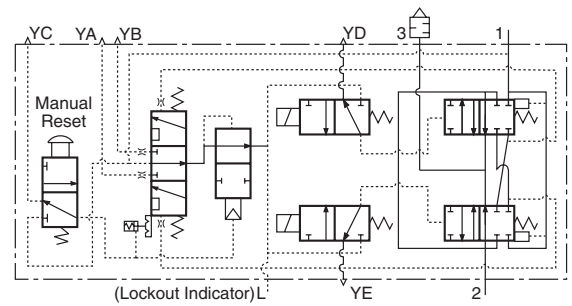 YC YA YB YD 3 1
Manual
Reset
(Lockout Indicator) L YE 2